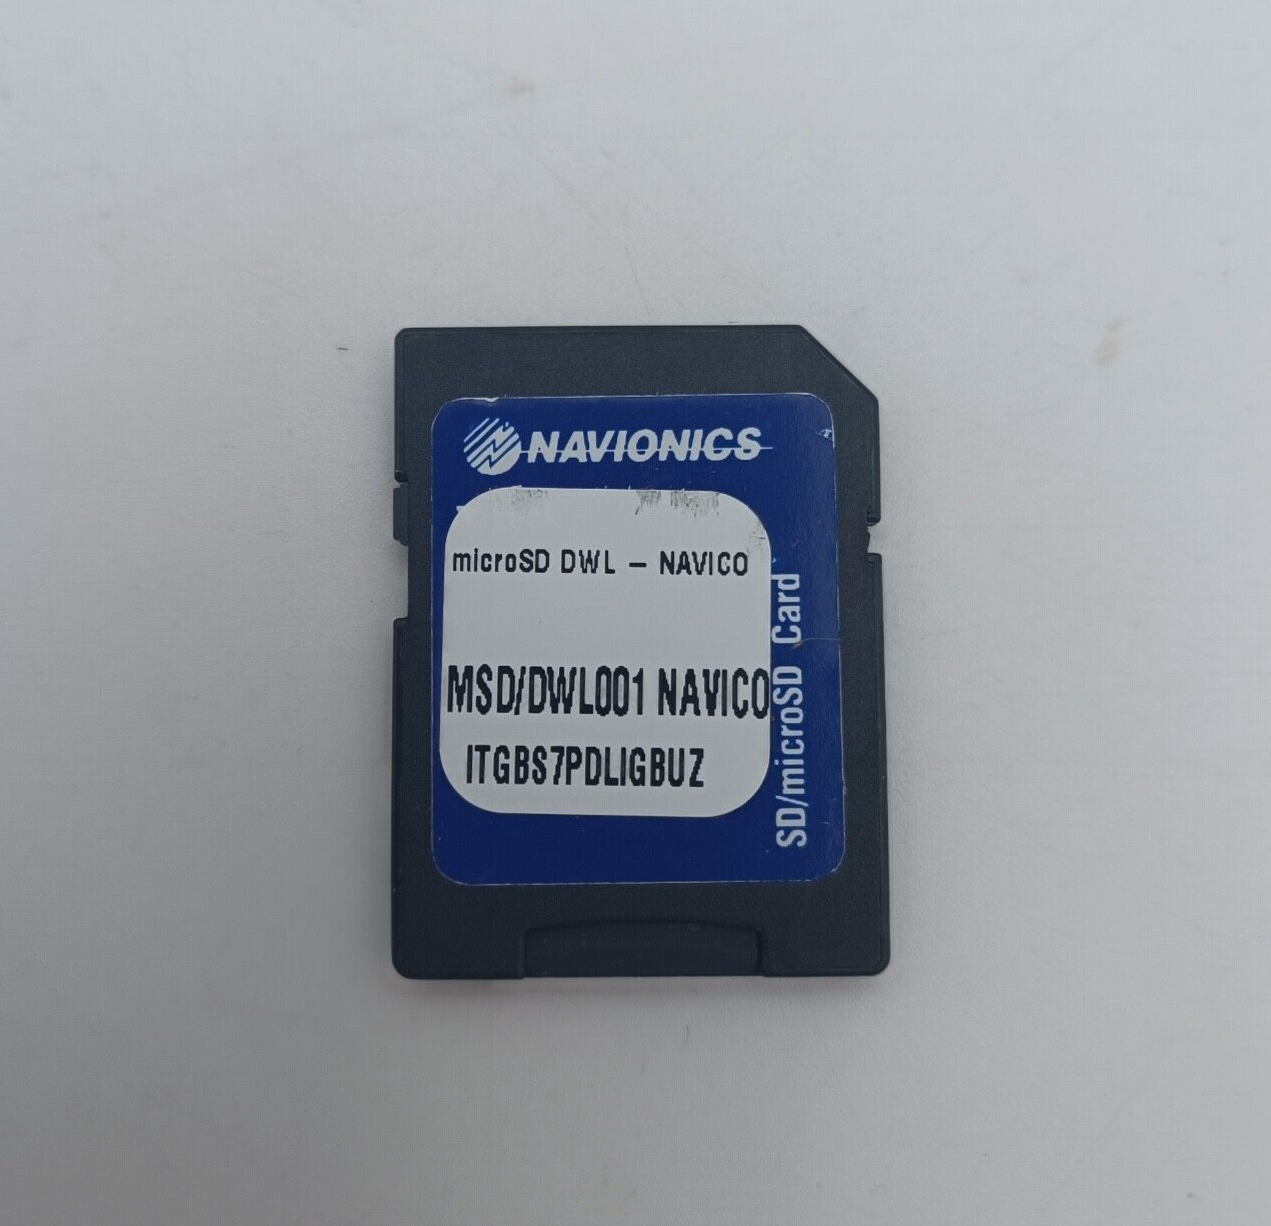 NAVIONICS
microSD DWL – NAVICO
MSD/DWL001 NAVICO
ITGBS7PDLIGBUZ
SD/microSD Card